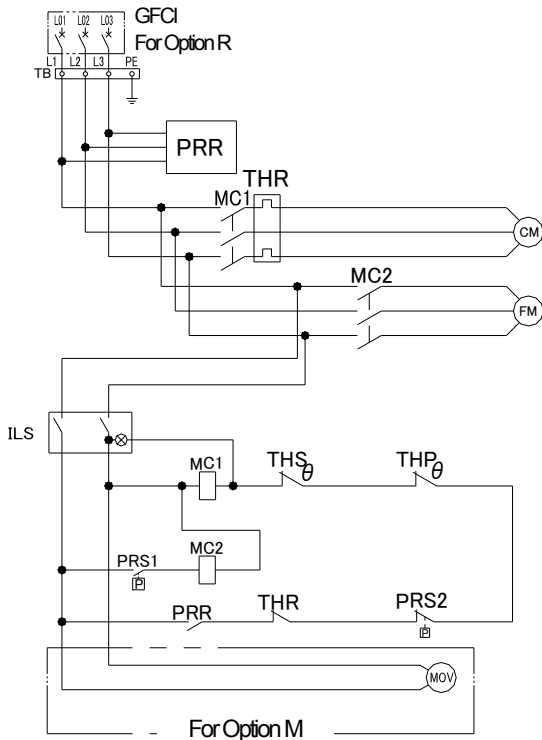 GFCI
L01 L02 L03
For Option R
L1 L2 L3 PE
TB
PRR
THR
MC1
CM
MC2
FM
ILS
MC1
THS
θ
THP
θ
PRS1
MC2
P
PRR
THR
PRS2
P
MOV
For Option M